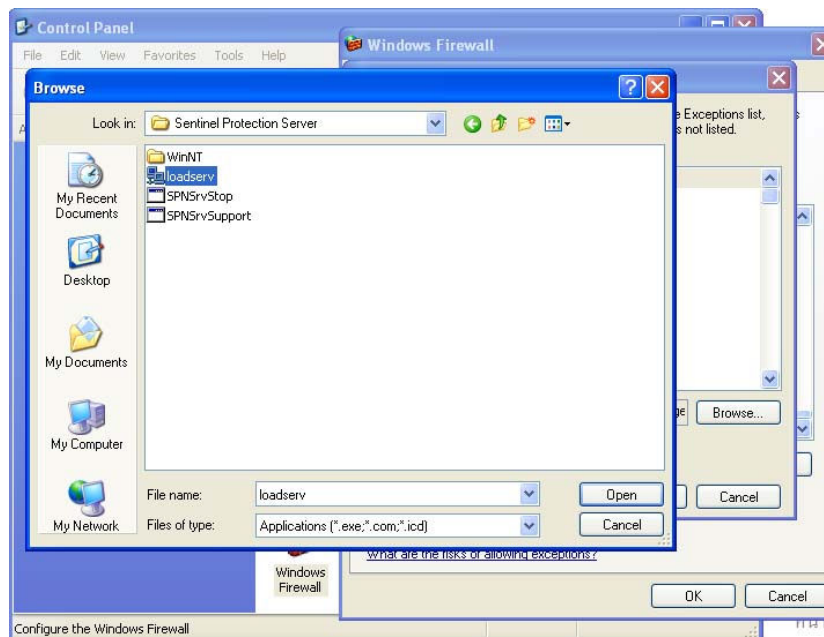 Control Panel
File Edit View Favorites Tools Help
Windows Firewall
Browse
Look in: Sentinel Protection Server
e Exceptions list,
s not listed.
WinNT
loadserv
SPNSrvStop
SPNSrvSupport
My Recent
Documents
Desktop
My Documents
My Computer
My Network
Browse...
File name: loadserv Open
Files of type: Applications (*.exe;*.com;*.icd) Cancel
Cancel
What are the risks of allowing exceptions?
Windows
Firewall
OK Cancel
Configure the Windows Firewall